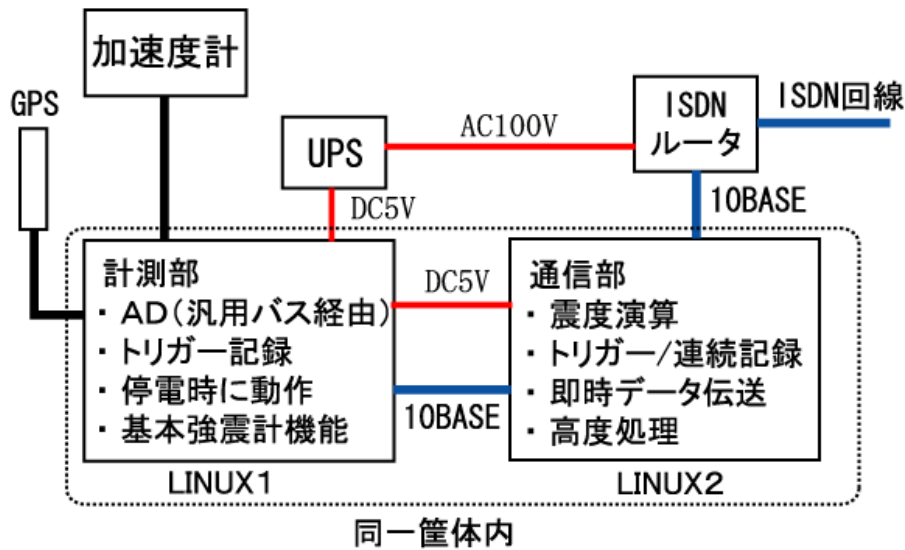 加速度計
GPS
UPS
AC100V
ISDN
ルータ
ISDN回線
DC5V
10BASE
計測部
・AD(汎用バス経由)
・トリガー記録
・停電時に動作
・基本強震計機能
DC5V
10BASE
通信部
・震度演算
・トリガー/連続記録
・即時データ伝送
・高度処理
LINUX1
LINUX2
同一筐体内